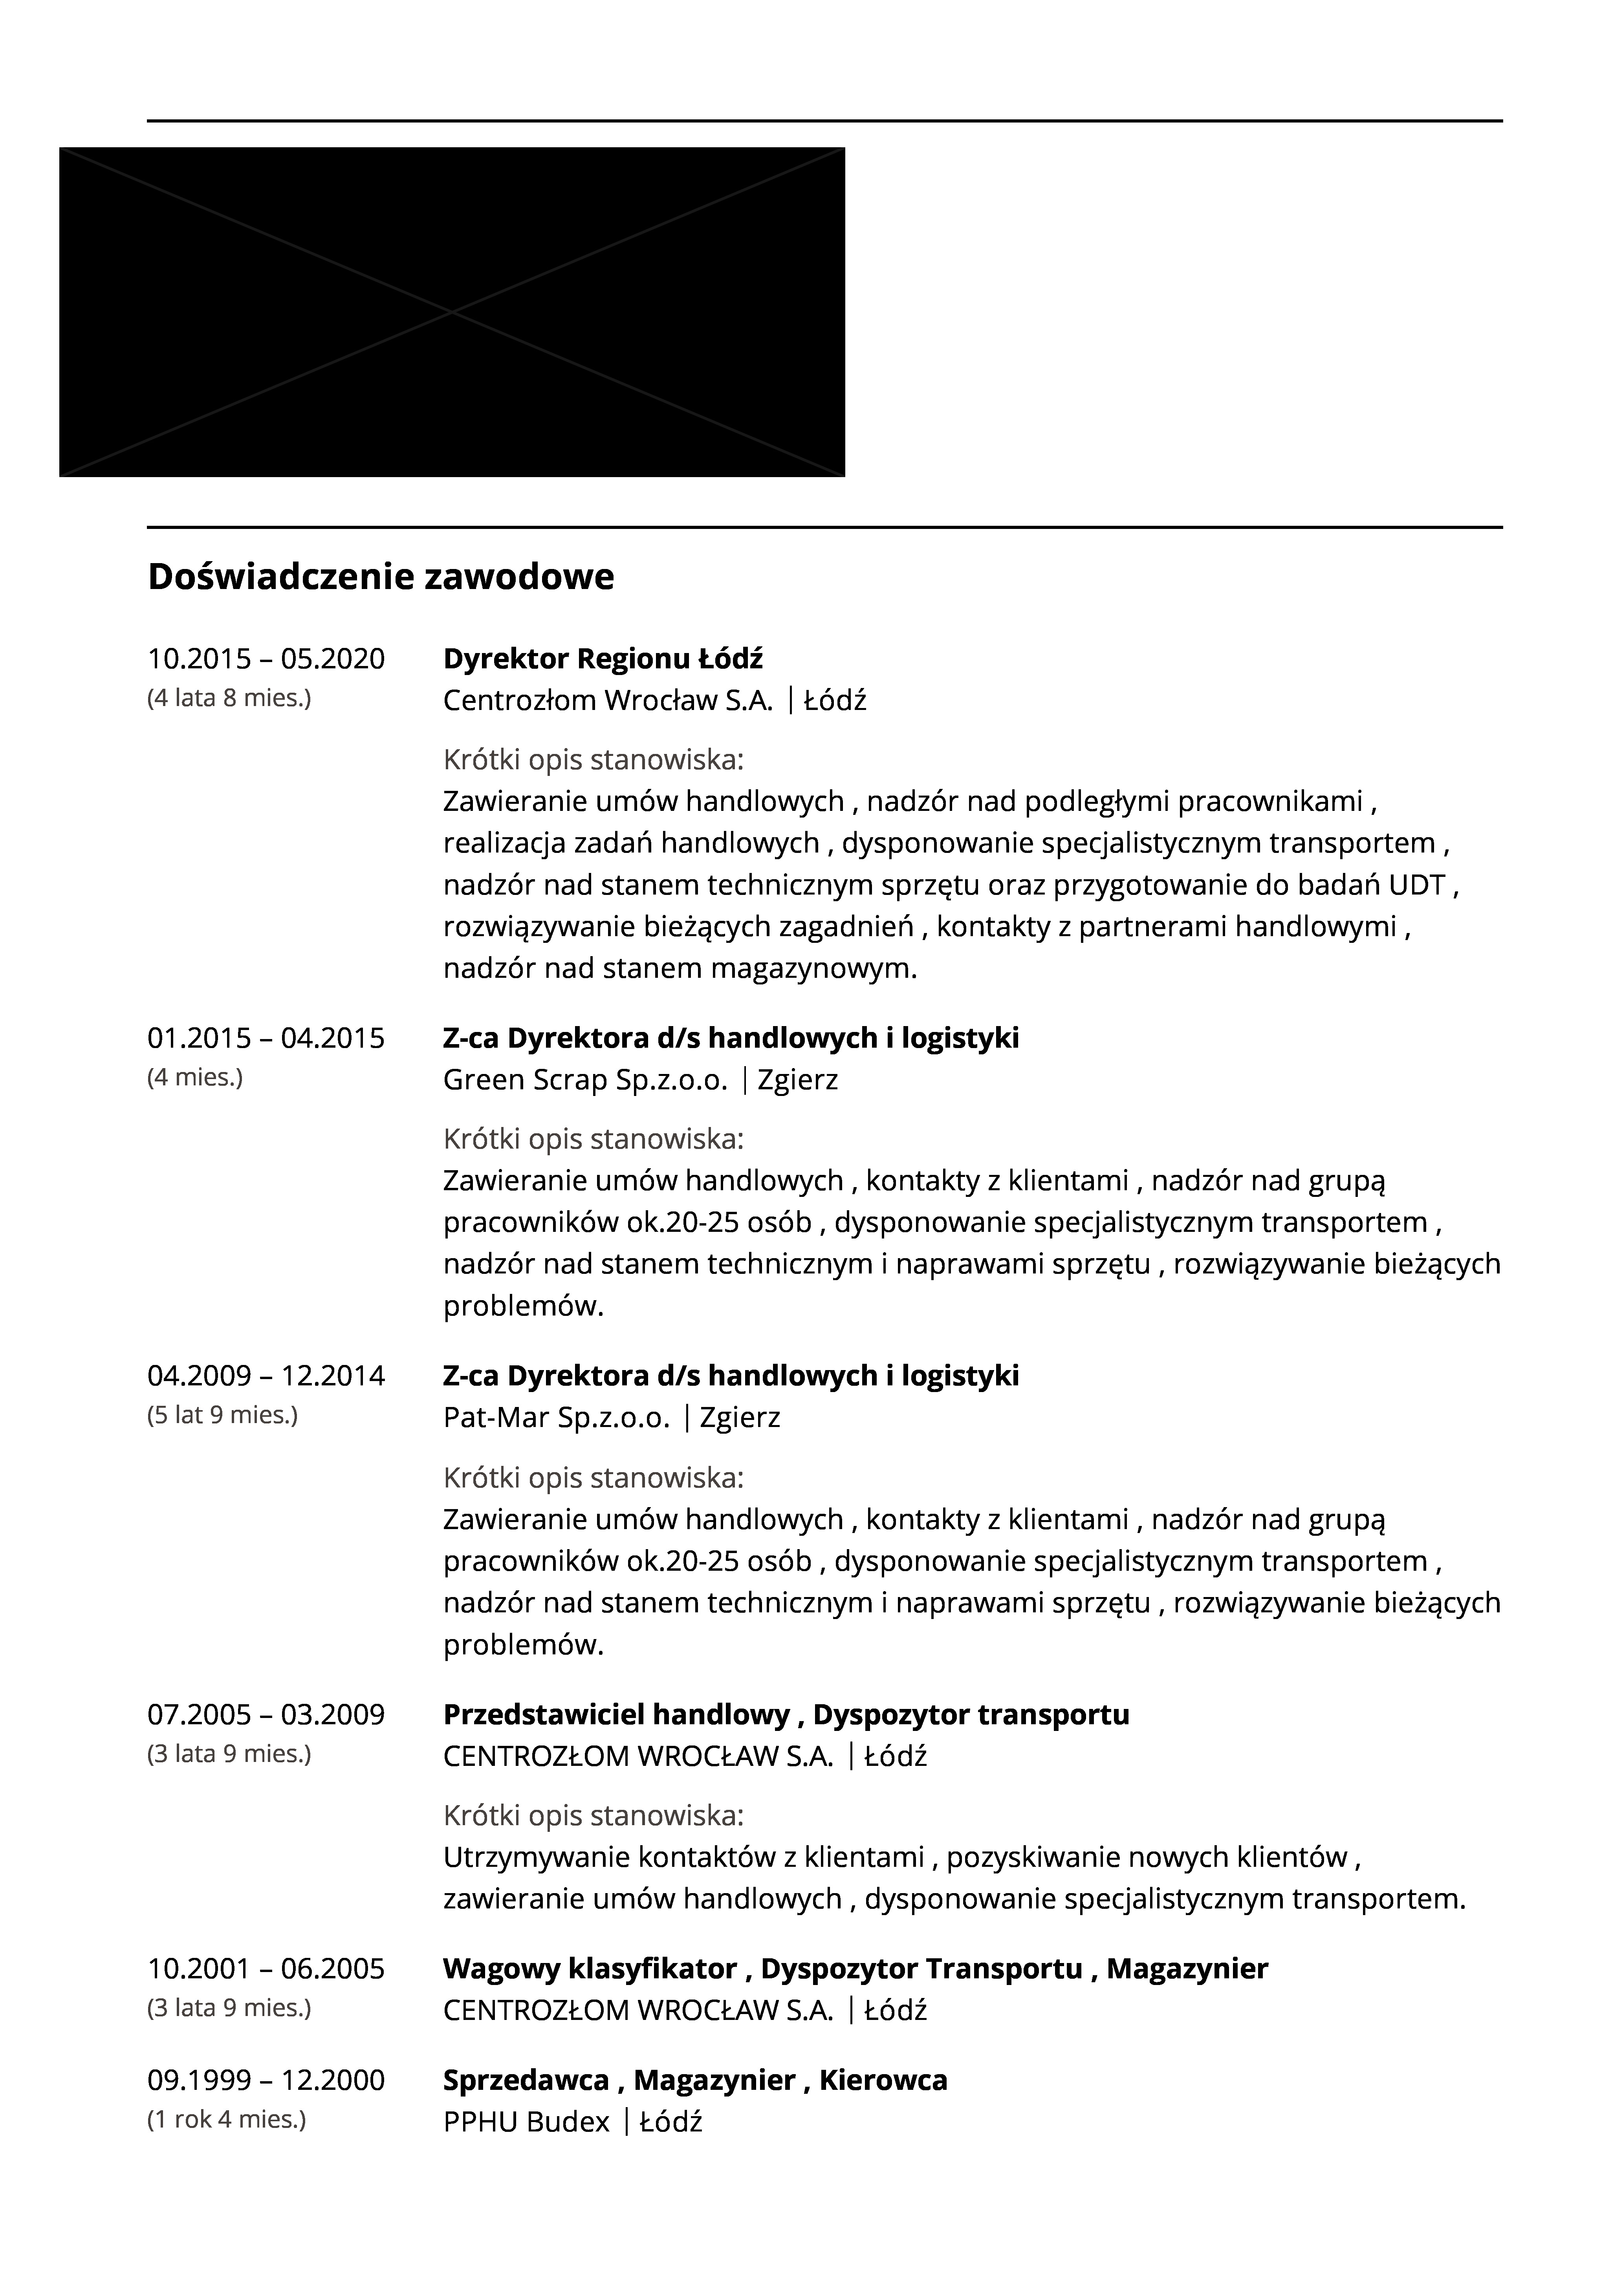 Doświadczenie zawodowe
10.2015 – 05.2020 Dyrektor Regionu Łódź
(4 lata 8 mies.) Centrozłom Wrocław S.A. | Łódź
Krótki opis stanowiska:
Zawieranie umów handlowych , nadzór nad podległymi pracownikami ,
realizacja zadań handlowych , dysponowanie specjalistycznym transportem ,
nadzór nad stanem technicznym sprzętu oraz przygotowanie do badań UDT ,
rozwiązywanie bieżących zagadnień , kontakty z partnerami handlowymi ,
nadzór nad stanem magazynowym.
01.2015 – 04.2015 Z-ca Dyrektora d/s handlowych i logistyki
(4 mies.) Green Scrap Sp.z.o.o. | Zgierz
Krótki opis stanowiska:
Zawieranie umów handlowych , kontakty z klientami , nadzór nad grupą
pracowników ok.20-25 osób , dysponowanie specjalistycznym transportem ,
nadzór nad stanem technicznym i naprawami sprzętu , rozwiązywanie bieżących
problemów.
04.2009 – 12.2014 Z-ca Dyrektora d/s handlowych i logistyki
(5 lat 9 mies.) Pat-Mar Sp.z.o.o. | Zgierz
Krótki opis stanowiska:
Zawieranie umów handlowych , kontakty z klientami , nadzór nad grupą
pracowników ok.20-25 osób , dysponowanie specjalistycznym transportem ,
nadzór nad stanem technicznym i naprawami sprzętu , rozwiązywanie bieżących
problemów.
07.2005 – 03.2009 Przedstawiciel handlowy , Dyspozytor transportu
(3 lata 9 mies.) CENTROZŁOM WROCŁAW S.A. | Łódź
Krótki opis stanowiska:
Utrzymywanie kontaktów z klientami , pozyskiwanie nowych klientów ,
zawieranie umów handlowych , dysponowanie specjalistycznym transportem.
10.2001 – 06.2005 Wagowy klasyfikator , Dyspozytor Transportu , Magazynier
(3 lata 9 mies.) CENTROZŁOM WROCŁAW S.A. | Łódź
09.1999 – 12.2000 Sprzedawca , Magazynier , Kierowca
(1 rok 4 mies.) PPHU Budex | Łódź